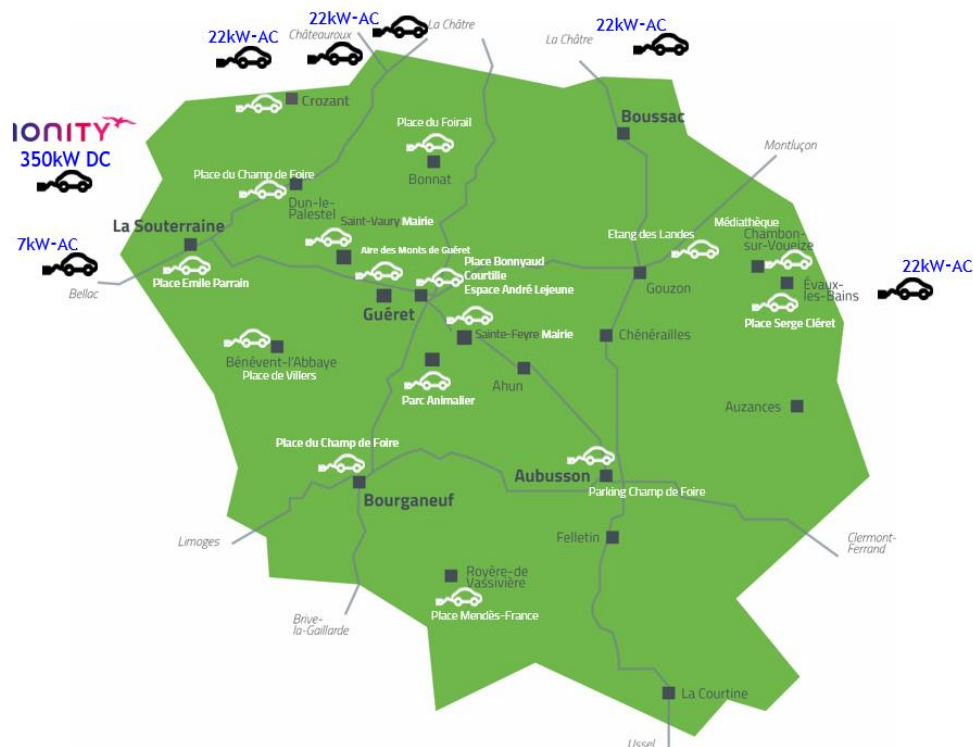 22kW-AC
La Châtre
22kW-AC
Châteauroux
La Châtre
22kW-AC
Crozant
IONITY
350kW DC
Place du Foirail
Bonnat
Boussac
Montluçon
Place du Champ de Foire
Dun-le-
Palestel
La Souterraine
Saint-Vaury Mairie
Etang des Landes
Médiathèque
Chambon-
sur-Voueize
7kW-AC
Bellac
Place Emile Parrain
Aire des Monts de Guéret
Place Bonnyaud
Courtille
Espace André Lejeune
Guéret
Gouzon
Évaux-
les-Bains
22kW-AC
Place Serge Cléret
Sainte-Feyre Mairie
Chénérailles
Bénévent-l'Abbaye
Place de Villers
Parc Animalier
Ahun
Auzances
Place du Champ de Foire
Bourganeuf
Aubusson
Parking Champ de Foire
Limoges
Felletin
Clermont-
Ferrand
Royère-de
Vassivière
Place Mendès-France
Brive-
la-Gaillarde
La Courtine
Ussel